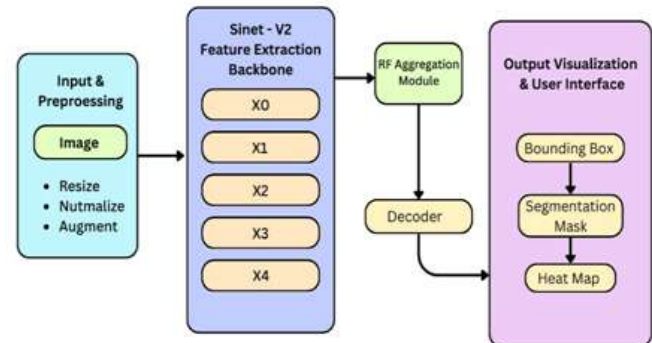 Input &
Preproessing
Image
• Resize
• Nutmalize
• Augment
Sinet - V2
Feature Extraction
Backbone
X0
X1
X2
X3
X4
RF Aggregation
Module
Decoder
Output Visualization
& User Interface
Bounding Box
Segmentation
Mask
Heat Map